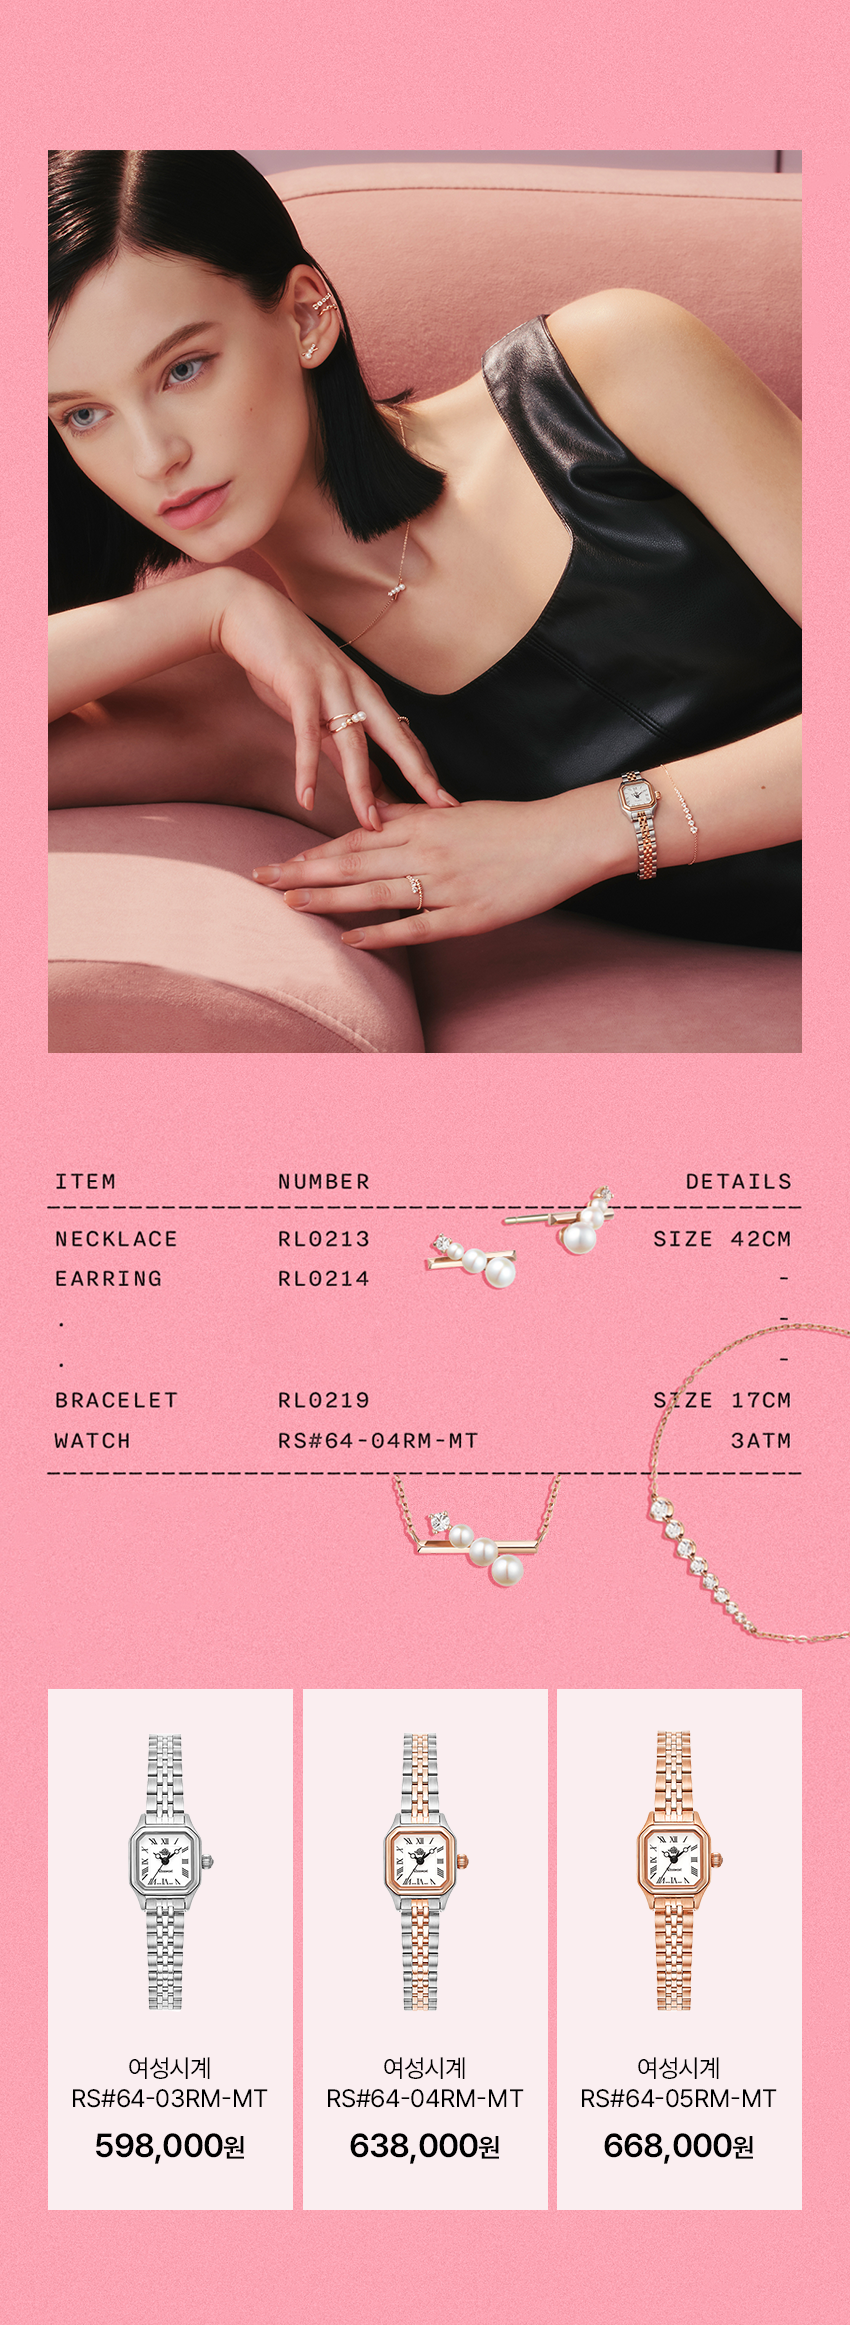 ITEM NUMBER DETAILS
NECKLACE RL0213 SIZE 42CM
EARRING RL0214 -
. -
. -
BRACELET RL0219 SIZE 17CM
WATCH RS#64-04RM-MT 3ATM
여성시계
RS#64-03RM-MT
598,000원
여성시계
RS#64-04RM-MT
638,000원
여성시계
RS#64-05RM-MT
668,000원